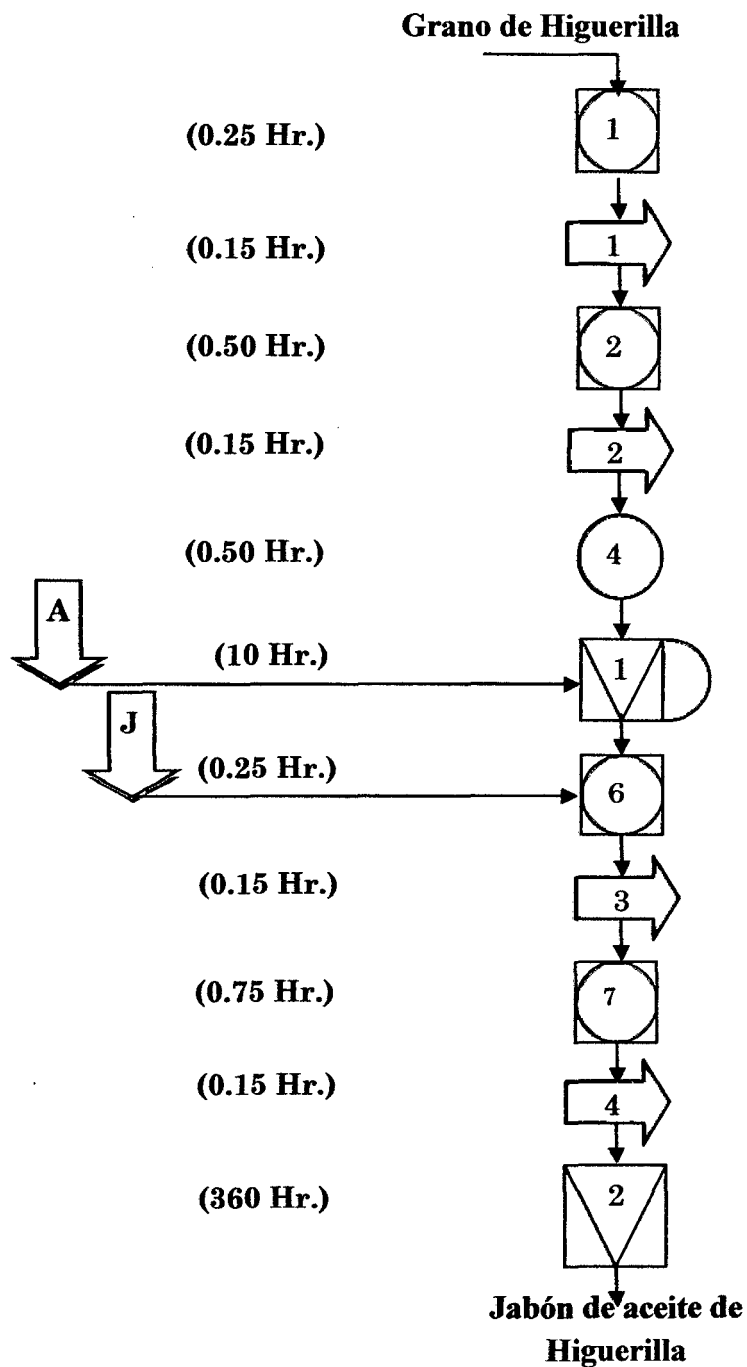 Grano de Higuerilla
(0.25 Hr.)
1
(0.15 Hr.)
1
(0.50 Hr.)
2
(0.15 Hr.)
2
(0.50 Hr.)
4
A
(10 Hr.)
1
J
(0.25 Hr.)
6
(0.15 Hr.)
3
(0.75 Hr.)
7
(0.15 Hr.)
4
(360 Hr.)
2
Jabón de aceite de
Higuerilla